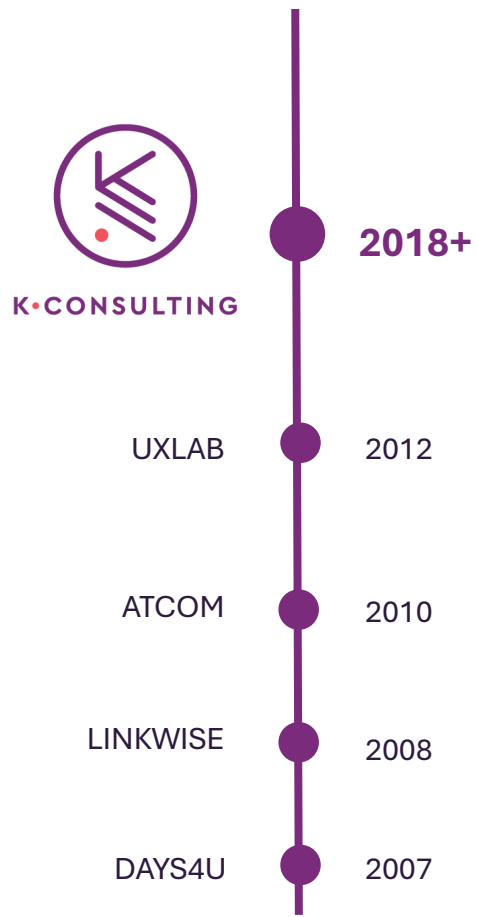 2018+
K•CONSULTING
UXLAB 2012
ATCOM 2010
LINKWISE 2008
DAYS4U 2007